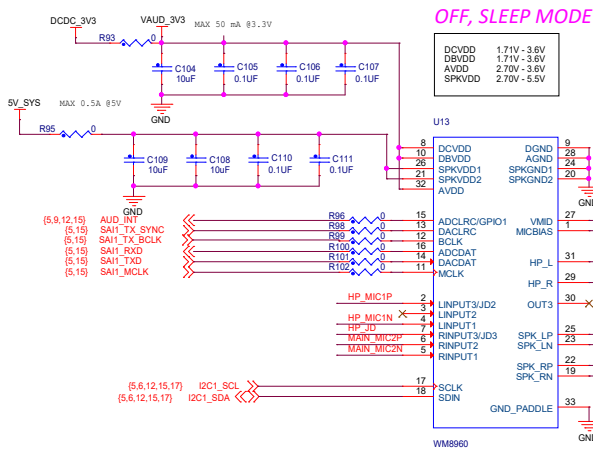 OFF, SLEEP MODE
DCDC_3V3
VAUD_3V3
MAX 50 mA @3.3V
R93
0
C104
10uF
C105
0.1UF
C106
0.1UF
C107
0.1UF
GND
DCVDD 1.71V - 3.6V
DBVDD 1.71V - 3.6V
AVDD 2.70V - 3.6V
SPKVDD 2.70V - 5.5V
5V_SYS
MAX 0.5A @5V
R95
0
C109
10uF
C108
10uF
C110
0.1UF
C111
0.1UF
GND
U13
8 DCVDD
10 DBVDD
26 SPKVDD1
21 SPKVDD2
32 AVDD
DGND 9
AGND 28
SPKGND1 24
SPKGND2 20
GND
{5,9,12,15} AUD_INT R96 0 15 ADCLRC/GPIO1
{5,15} SAI1_TX_SYNC R98 0 13 DACLRC
{5,15} SAI1_TX_BCLK R99 0 12 BCLK
{5,15} SAI1_RXD R100 0 16 ADCDAT
{5,15} SAI1_TXD R101 0 14 DACDAT
{5,15} SAI1_MCLK R102 0 11 MCLK
VMID 27
MICBIAS 1
HP_L 31
HP_R 29
OUT3 30
HP_MIC1P 2 LINPUT3/JD2
3 LINPUT2
HP_MIC1N 4 LINPUT1
HP_JD 7 RINPUT3/JD3
MAIN_MIC2P 6 RINPUT2
MAIN_MIC2N 5 RINPUT1
SPK_LP 25
SPK_LN 23
SPK_RP 22
SPK_RN 19
{5,6,12,15,17} I2C1_SCL 17 SCLK
{5,6,12,15,17} I2C1_SDA 18 SDIN
GND_PADDLE 33
GND
WM8960